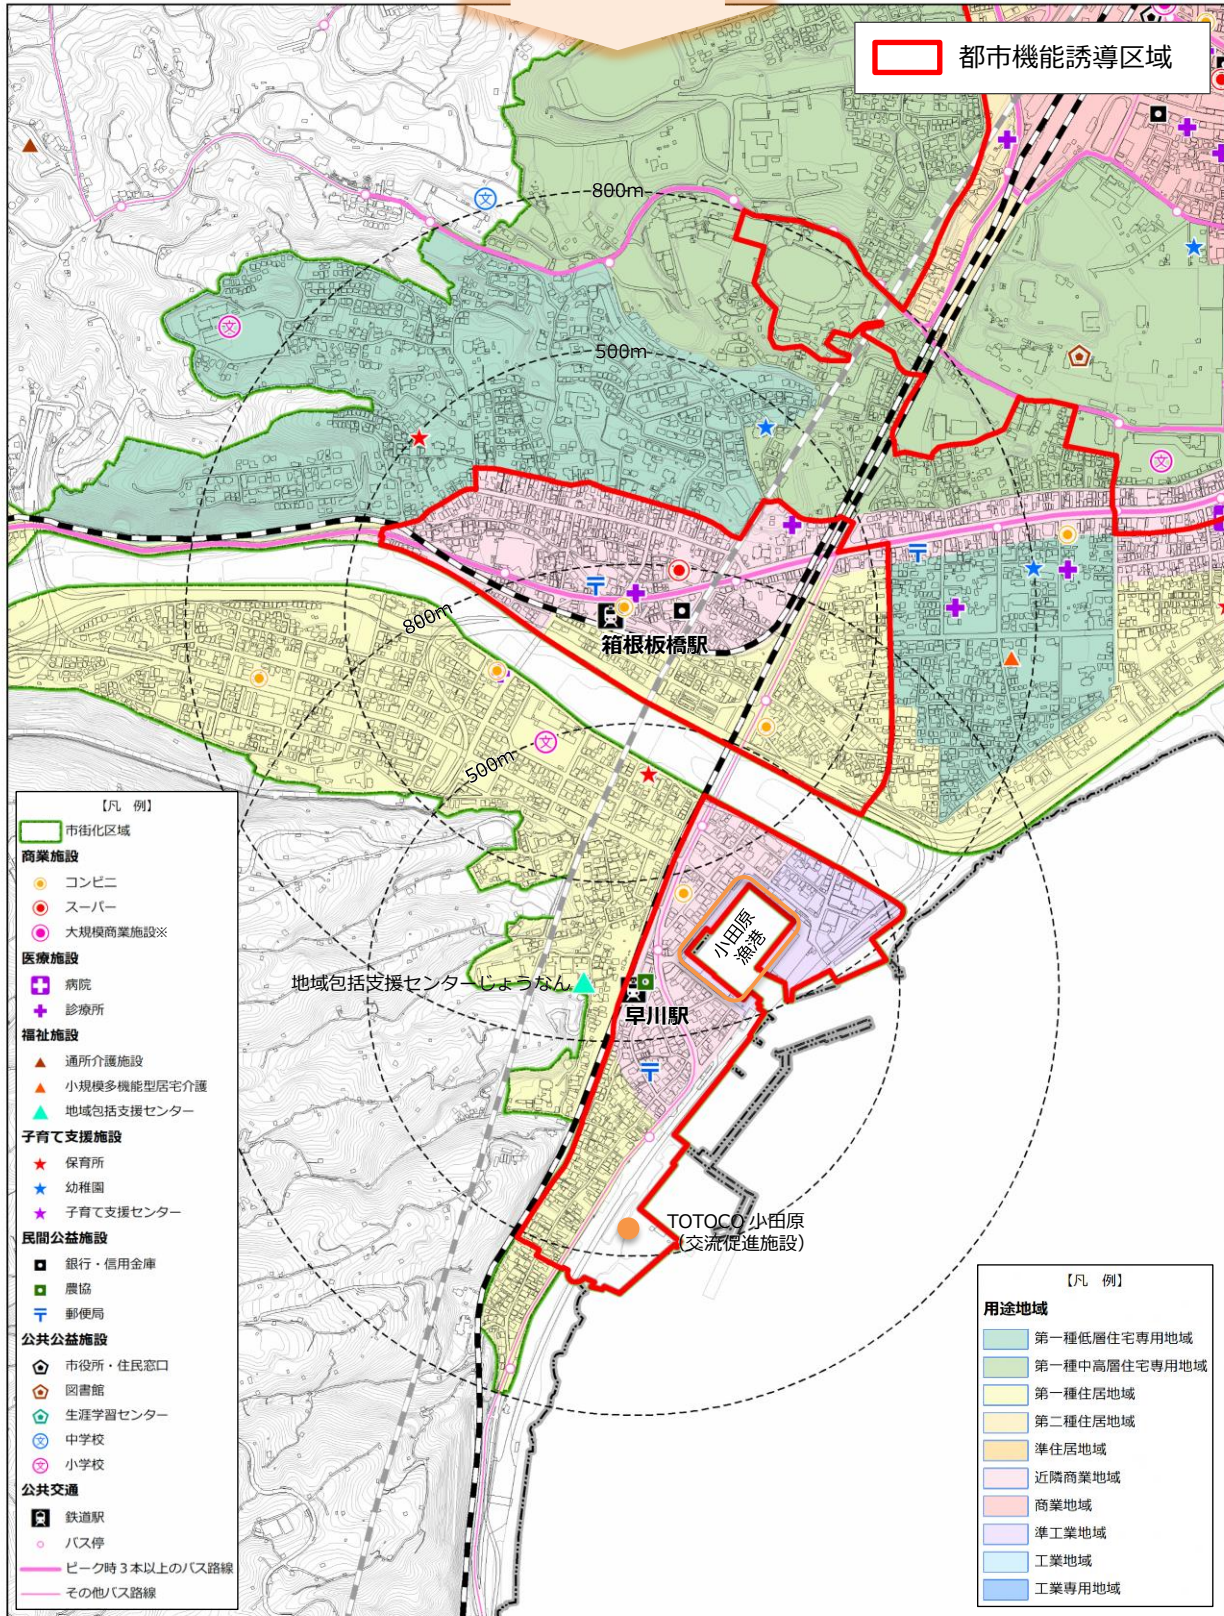 都市機能誘導区域
800m
500m
800m
箱根板橋駅
500m
小田原
漁港
地域包括支援センターじょうなん
早川駅
TOTOCO 小田原
(交流促進施設)
【凡 例】
市街化区域
商業施設
コンビニ
スーパー
大規模商業施設※
医療施設
病院
診療所
福祉施設
通所介護施設
小規模多機能型居宅介護
地域包括支援センター
子育て支援施設
保育所
幼稚園
子育て支援センター
民間公益施設
銀行・信用金庫
農協
郵便局
公共公益施設
市役所・住民窓口
図書館
生涯学習センター
中学校
小学校
公共交通
鉄道駅
バス停
ピーク時3本以上のバス路線
その他バス路線
【凡 例】
用途地域
第一種低層住宅専用地域
第一種中高層住宅専用地域
第一種住居地域
第二種住居地域
準住居地域
近隣商業地域
商業地域
準工業地域
工業地域
工業専用地域